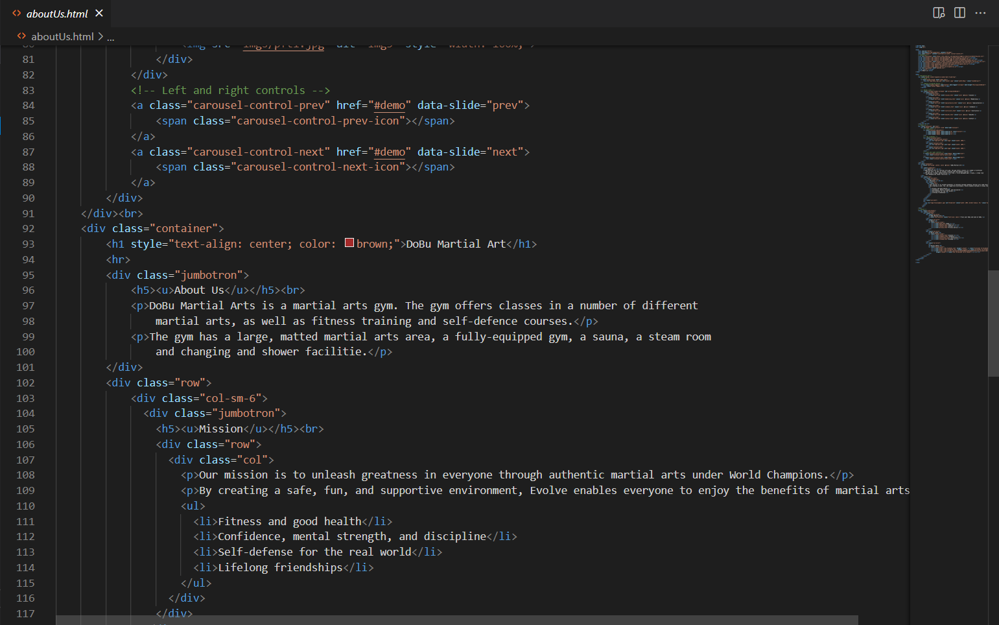 aboutUs.html
aboutUs.html > ...
81 </div>
82 </div>
83 <!-- Left and right controls -->
84 <a class="carousel-control-prev" href="#demo" data-slide="prev">
85 <span class="carousel-control-prev-icon"></span>
86 </a>
87 <a class="carousel-control-next" href="#demo" data-slide="next">
88 <span class="carousel-control-next-icon"></span>
89 </a>
90 </div>
91 </div><br>
92 <div class="container">
93 <h1 style="text-align: center; color: brown;">DoBu Martial Art</h1>
94 <hr>
95 <div class="jumbotron">
96 <h5><u>About Us</u></h5><br>
97 <p>DoBu Martial Arts is a martial arts gym. The gym offers classes in a number of different
98 martial arts, as well as fitness training and self-defence courses.</p>
99 <p>The gym has a large, matted martial arts area, a fully-equipped gym, a sauna, a steam room
100 and changing and shower facilitie.</p>
101 </div>
102 <div class="row">
103 <div class="col-sm-6">
104 <div class="jumbotron">
105 <h5><u>Mission</u></h5><br>
106 <div class="row">
107 <div class="col">
108 <p>Our mission is to unleash greatness in everyone through authentic martial arts under World Champions.</p>
109 <p>By creating a safe, fun, and supportive environment, Evolve enables everyone to enjoy the benefits of martial arts
110 <ul>
111 <li>Fitness and good health</li>
112 <li>Confidence, mental strength, and discipline</li>
113 <li>Self-defense for the real world</li>
114 <li>Lifelong friendships</li>
115 </ul>
116 </div>
117 </div>